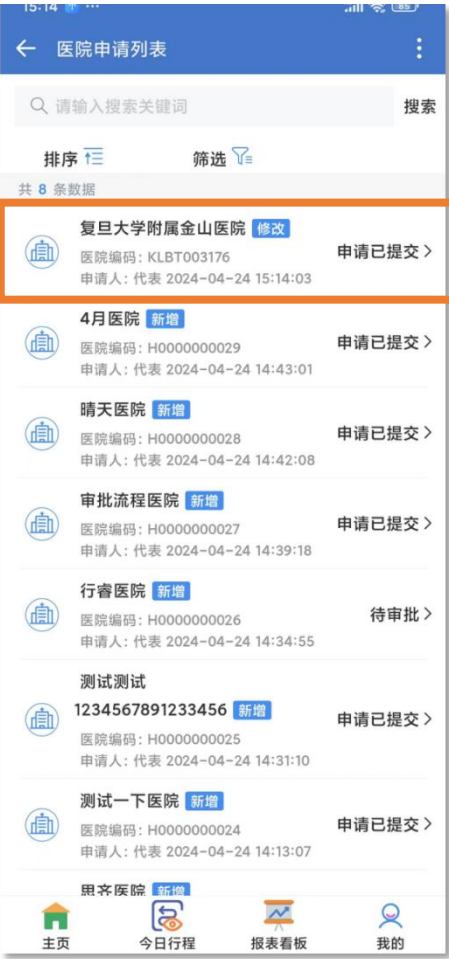 15:14
85
医院申请列表
请输入搜索关键词 搜索
排序 筛选
共 8 条数据
复旦大学附属金山医院 修改
医院编码: KLBT003176 申请已提交
申请人: 代表 2024-04-24 15:14:03
4月医院 新增
医院编码: H0000000029 申请已提交
申请人: 代表 2024-04-24 14:43:01
晴天医院 新增
医院编码: H0000000028 申请已提交
申请人: 代表 2024-04-24 14:42:08
审批流程医院 新增
医院编码: H0000000027 申请已提交
申请人: 代表 2024-04-24 14:39:18
行睿医院 新增
医院编码: H0000000026 待审批
申请人: 代表 2024-04-24 14:34:55
测试测试
1234567891233456 新增
医院编码: H0000000025 申请已提交
申请人: 代表 2024-04-24 14:31:10
测试一下医院 新增
医院编码: H0000000024 申请已提交
申请人: 代表 2024-04-24 14:13:07
思齐医院 新增
主页 今日行程 报表看板 我的